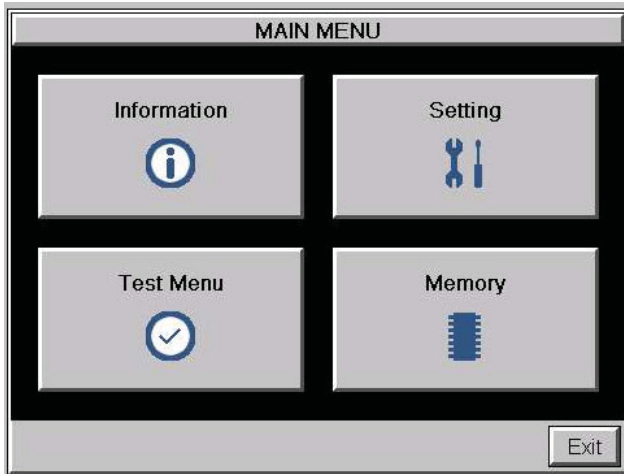 MAIN MENU
Information
Setting
Test Menu
Memory
Exit